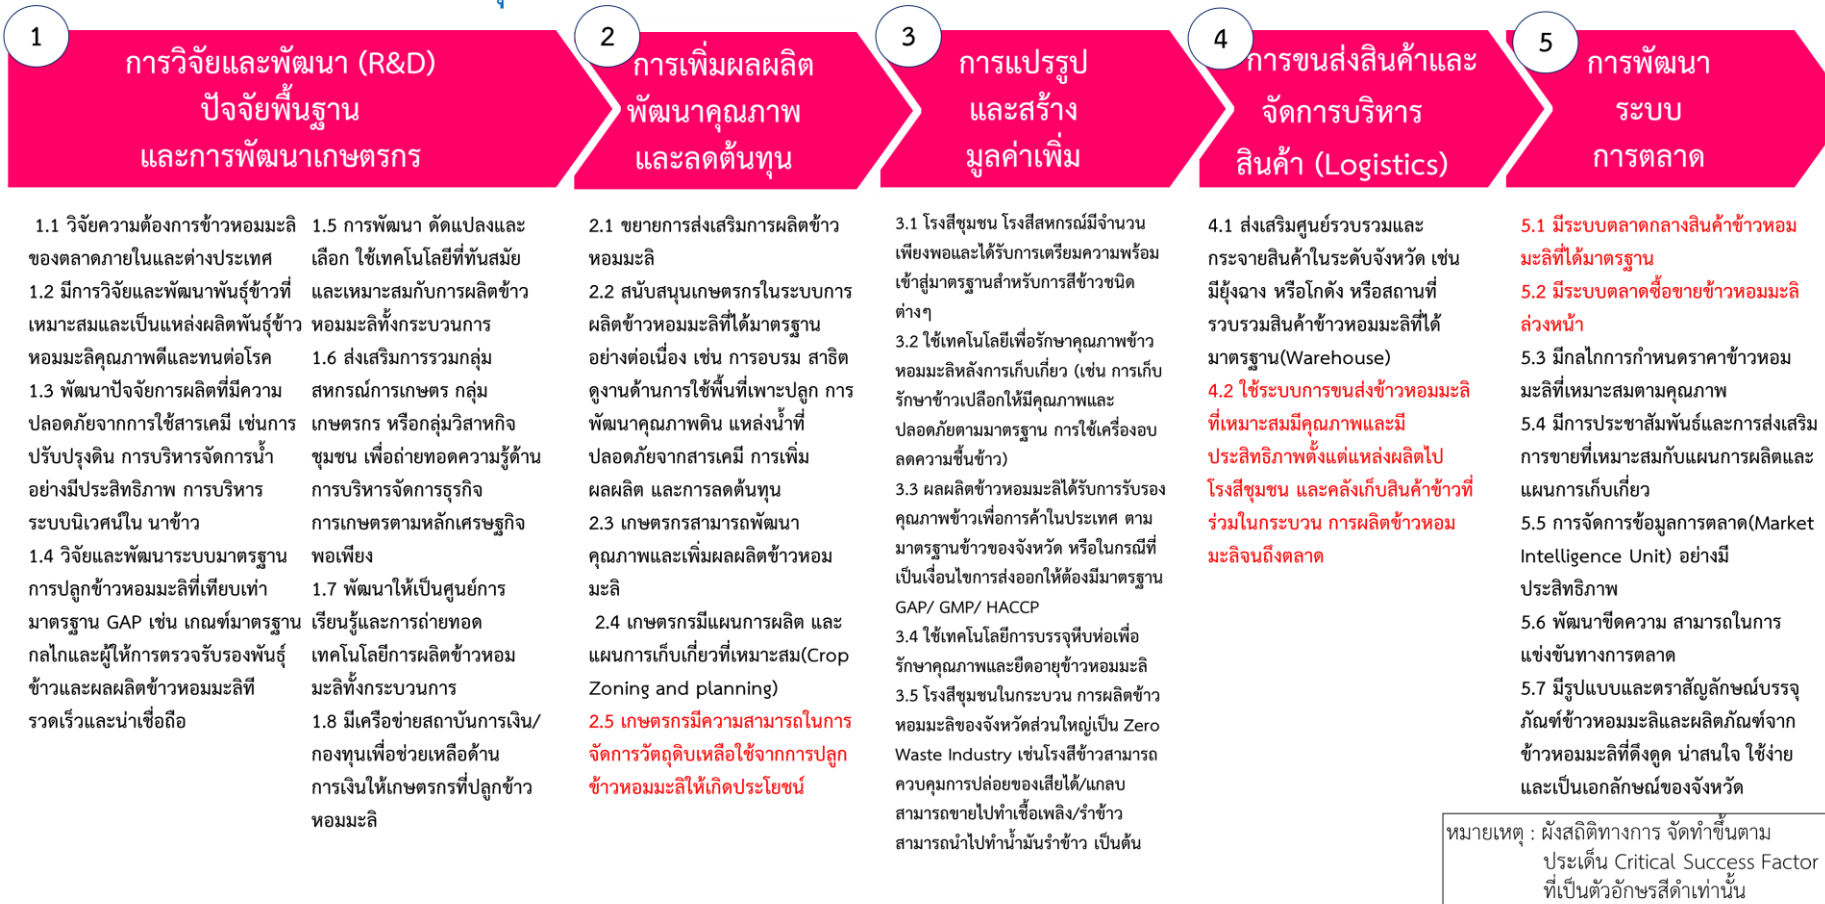 1
การวิจัยและพัฒนา (R&D)
ปัจจัยพื้นฐาน
และการพัฒนาเกษตรกร
2
การเพิ่มผลผลิต
พัฒนาคุณภาพ
และลดต้นทุน
3
การแปรรูป
และสร้าง
มูลค่าเพิ่ม
4
การขนส่งสินค้าและ
จัดการบริหาร
สินค้า (Logistics)
5
การพัฒนา
ระบบ
การตลาด
1.1 วิจัยความต้องการข้าวหอมมะลิ
ของตลาดภายในและต่างประเทศ
1.2 มีการวิจัยและพัฒนาพันธุ์ข้าวที่
เหมาะสมและเป็นแหล่งผลิตพันธุ์ข้าว
หอมมะลิคุณภาพดีและทนต่อโรค
1.3 พัฒนาปัจจัยการผลิตที่มีความ
ปลอดภัยจากการใช้สารเคมี เช่นการ
ปรับปรุงดิน การบริหารจัดการน้ำ
อย่างมีประสิทธิภาพ การบริหาร
ระบบนิเวศน์ใน นาข้าว
1.4 วิจัยและพัฒนาระบบมาตรฐาน
การปลูกข้าวหอมมะลิที่เทียบเท่า
มาตรฐาน GAP เช่น เกณฑ์มาตรฐาน
กลไกและผู้ให้การตรวจรับรองพันธุ์
ข้าวและผลผลิตข้าวหอมมะลิที
รวดเร็วและน่าเชื่อถือ
1.5 การพัฒนา ดัดแปลงและ
เลือก ใช้เทคโนโลยีที่ทันสมัย
และเหมาะสมกับการผลิตข้าว
หอมมะลิทั้งกระบวนการ
1.6 ส่งเสริมการรวมกลุ่ม
สหกรณ์การเกษตร กลุ่ม
เกษตรกร หรือกลุ่มวิสาหกิจ
ชุมชน เพื่อถ่ายทอดความรู้ด้าน
การบริหารจัดการธุรกิจ
การเกษตรตามหลักเศรษฐกิจ
พอเพียง
1.7 พัฒนาให้เป็นศูนย์การ
เรียนรู้และการถ่ายทอด
เทคโนโลยีการผลิตข้าวหอม
มะลิทั้งกระบวนการ
1.8 มีเครือข่ายสถาบันการเงิน/
กองทุนเพื่อช่วยเหลือด้าน
การเงินให้เกษตรกรที่ปลูกข้าว
หอมมะลิ
2.1 ขยายการส่งเสริมการผลิตข้าว
หอมมะลิ
2.2 สนับสนุนเกษตรกรในระบบการ
ผลิตข้าวหอมมะลิที่ได้มาตรฐาน
อย่างต่อเนื่อง เช่น การอบรม สาธิต
ดูงานด้านการใช้พื้นที่เพาะปลูก การ
พัฒนาคุณภาพดิน แหล่งน้ำที่
ปลอดภัยจากสารเคมี การเพิ่ม
ผลผลิต และการลดต้นทุน
2.3 เกษตรกรสามารถพัฒนา
คุณภาพและเพิ่มผลผลิตข้าวหอม
มะลิ
2.4 เกษตรกรมีแผนการผลิต และ
แผนการเก็บเกี่ยวที่เหมาะสม(Crop
Zoning and planning)
2.5 เกษตรกรมีความสามารถในการ
จัดการวัตถุดิบเหลือใช้จากการปลูก
ข้าวหอมมะลิให้เกิดประโยชน์
3.1 โรงสีชุมชน โรงสีสหกรณ์มีจำนวน
เพียงพอและได้รับการเตรียมความพร้อม
เข้าสู่มาตรฐานสำหรับการสีข้าวชนิด
ต่างๆ
3.2 ใช้เทคโนโลยีเพื่อรักษาคุณภาพข้าว
หอมมะลิหลังการเก็บเกี่ยว (เช่น การเก็บ
รักษาข้าวเปลือกให้มีคุณภาพและ
ปลอดภัยตามมาตรฐาน การใช้เครื่องอบ
ลดความชื้นข้าว)
3.3 ผลผลิตข้าวหอมมะลิได้รับการรับรอง
คุณภาพข้าวเพื่อการค้าในประเทศ ตาม
มาตรฐานข้าวของจังหวัด หรือในกรณีที่
เป็นเงื่อนไขการส่งออกให้ต้องมีมาตรฐาน
GAP/ GMP/ HACCP
3.4 ใช้เทคโนโลยีการบรรจุหีบห่อเพื่อ
รักษาคุณภาพและยืดอายุข้าวหอมมะลิ
3.5 โรงสีชุมชนในกระบวน การผลิตข้าว
หอมมะลิของจังหวัดส่วนใหญ่เป็น Zero
Waste Industry เช่นโรงสีข้าวสามารถ
ควบคุมการปล่อยของเสียได้/แกลบ
สามารถขายไปทำเชื้อเพลิง/รำข้าว
สามารถนำไปทำน้ำมันรำข้าว เป็นต้น
4.1 ส่งเสริมศูนย์รวบรวมและ
กระจายสินค้าในระดับจังหวัด เช่น
มียุ้งฉาง หรือโกดัง หรือสถานที่
รวบรวมสินค้าข้าวหอมมะลิที่ได้
มาตรฐาน(Warehouse)
4.2 ใช้ระบบการขนส่งข้าวหอมมะลิ
ที่เหมาะสมมีคุณภาพและมี
ประสิทธิภาพตั้งแต่แหล่งผลิตไป
โรงสีชุมชน และคลังเก็บสินค้าข้าวที่
ร่วมในกระบวน การผลิตข้าวหอม
มะลิจนถึงตลาด
5.1 มีระบบตลาดกลางสินค้าข้าวหอม
มะลิที่ได้มาตรฐาน
5.2 มีระบบตลาดซื้อขายข้าวหอมมะลิ
ล่วงหน้า
5.3 มีกลไกการกำหนดราคาข้าวหอม
มะลิที่เหมาะสมตามคุณภาพ
5.4 มีการประชาสัมพันธ์และการส่งเสริม
การขายที่เหมาะสมกับแผนการผลิตและ
แผนการเก็บเกี่ยว
5.5 การจัดการข้อมูลการตลาด(Market
Intelligence Unit) อย่างมี
ประสิทธิภาพ
5.6 พัฒนาขีดความ สามารถในการ
แข่งขันทางการตลาด
5.7 มีรูปแบบและตราสัญลักษณ์บรรจุ
ภัณฑ์ข้าวหอมมะลิและผลิตภัณฑ์จาก
ข้าวหอมมะลิที่ดึงดูด น่าสนใจ ใช้ง่าย
และเป็นเอกลักษณ์ของจังหวัด
หมายเหตุ : ผังสถิติทางการ จัดทำขึ้นตาม
ประเด็น Critical Success Factor
ที่เป็นตัวอักษรสีดำเท่านั้น